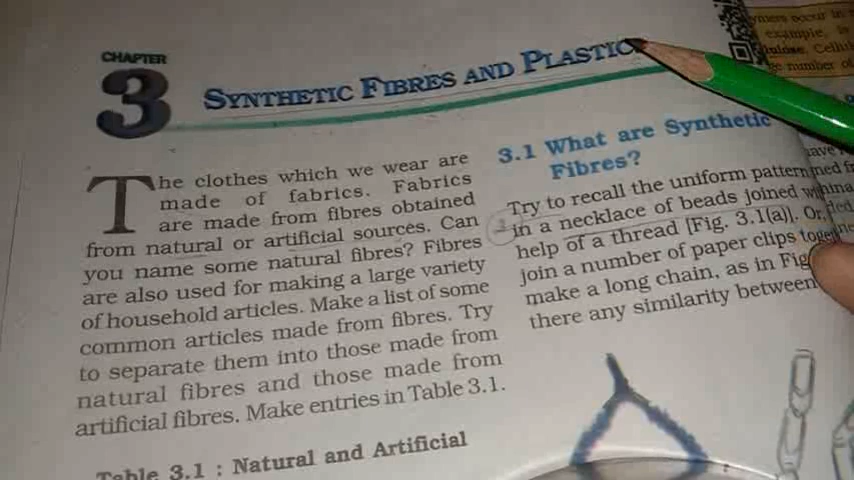 CHAPTER
3
SYNTHETIC FIBRES AND PLASTIC
The clothes which we wear are
made of fabrics. Fabrics
are made from fibres obtained
from natural or artificial sources. Can
you name some natural fibres? Fibres
are also used for making a large variety
of household articles. Make a list of some
common articles made from fibres. Try
to separate them into those made from
natural fibres and those made from
artificial fibres. Make entries in Table 3.1.
Table 3.1 : Natural and Artificial
3.1 What are Synthetic
Fibres?
Try to recall the uniform pattern
in a necklace of beads joined
help of a thread [Fig. 3.1(a)]. Or,
join a number of paper clips
make a long chain, as in Fig
there any similarity between
occur in
example,
number of